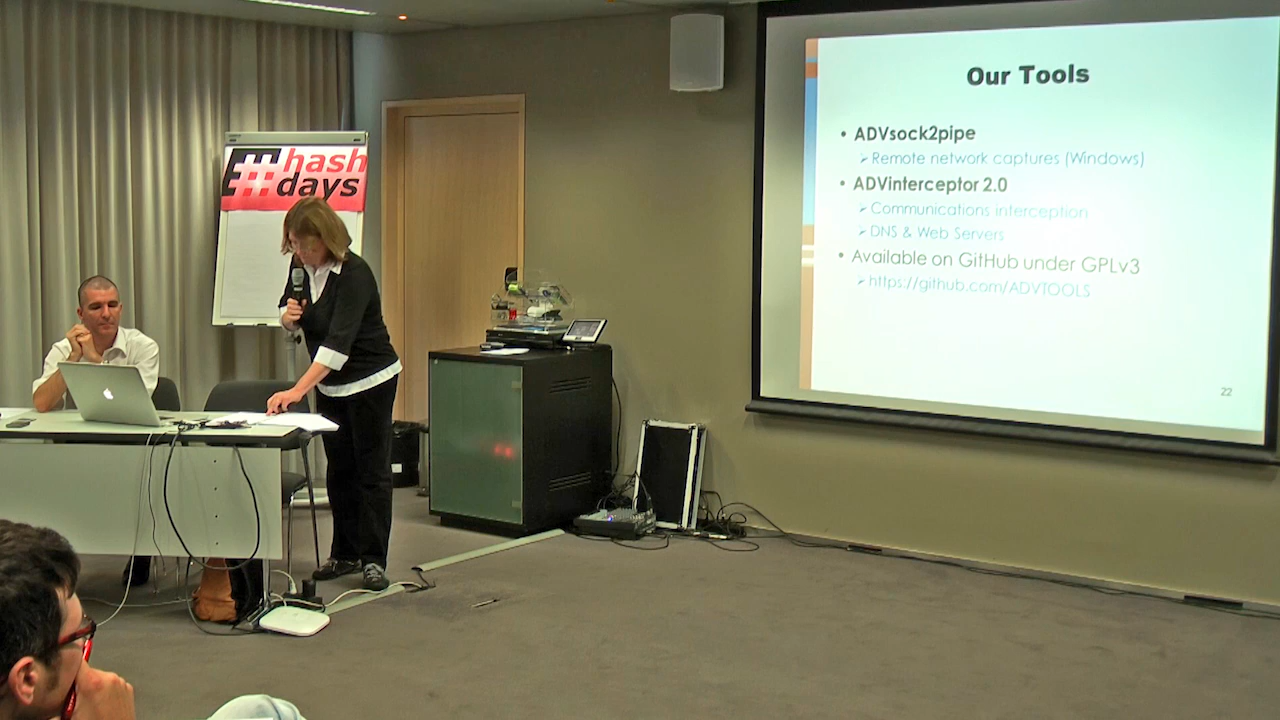 #hash
days
Our Tools
• ADVsock2pipe
➢Remote network captures (Windows)
• ADVinterceptor 2.0
➢Communications interception
➢DNS & Web Servers
• Available on GitHub under GPLv3
➢https://github.com/ADVTOOLS
22